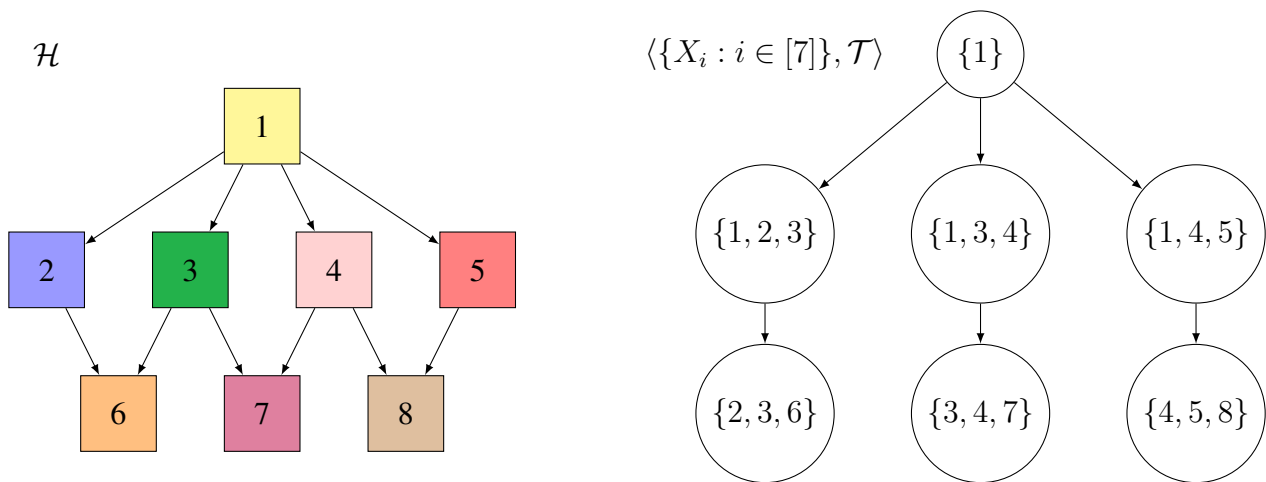 ℋ
1
2 3 4 5
6 7 8
⟨{X_i : i ∈ [7]}, 𝒯⟩
{1}
{1, 2, 3} {1, 3, 4} {1, 4, 5}
{2, 3, 6} {3, 4, 7} {4, 5, 8}